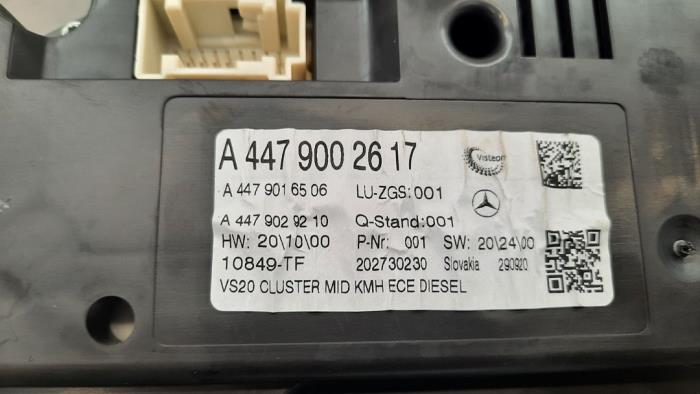 A 447 900 26 17
Visteon
A 447 901 65 06 LU-ZGS:001
A 447 902 92 10 Q-Stand:001
HW: 20\10\00 P-Nr: 001 SW: 20\24\00
10849-TF 202730230 Slovakia 290920
VS20 CLUSTER MID KMH ECE DIESEL